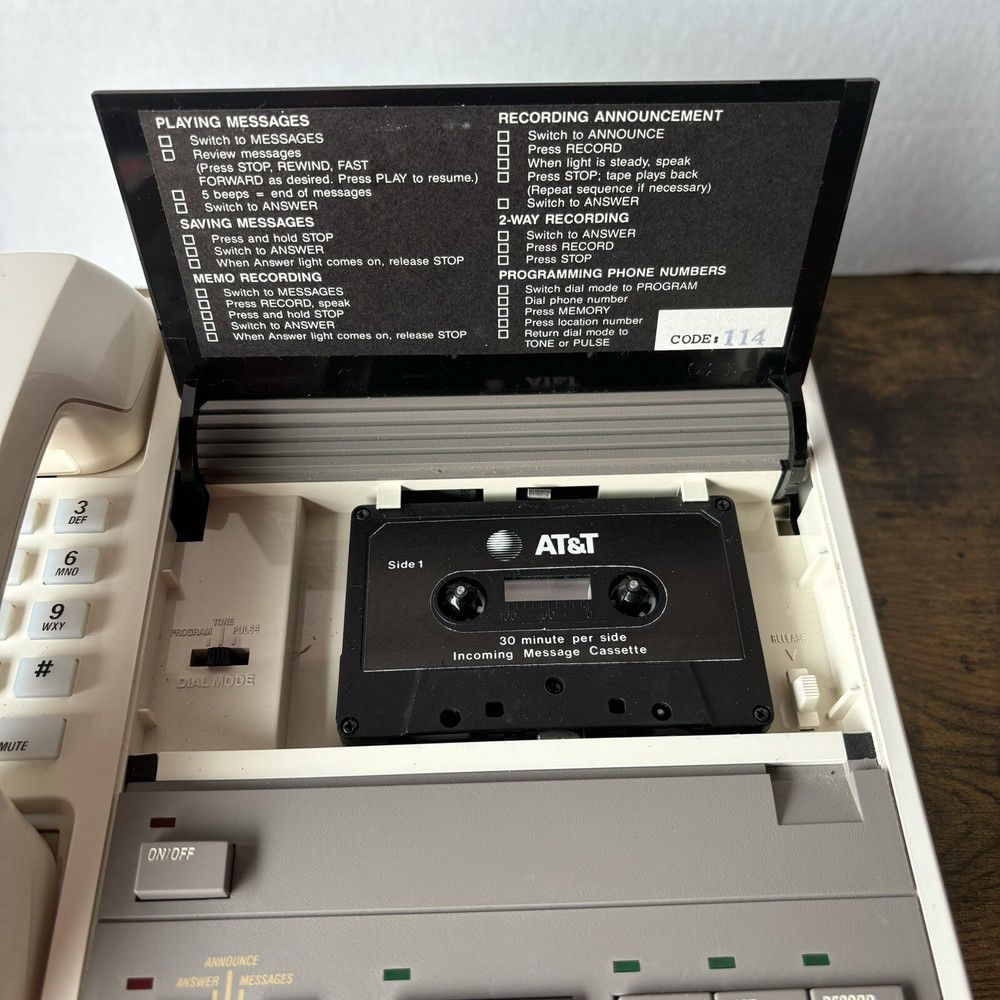 PLAYING MESSAGES
Switch to MESSAGES
Review messages
(Press STOP, REWIND, FAST
FORWARD as desired. Press PLAY to resume.)
5 beeps = end of messages
Switch to ANSWER
SAVING MESSAGES
Press and hold STOP
Switch to ANSWER
When Answer light comes on, release STOP
MEMO RECORDING
Switch to MESSAGES
Press RECORD, speak
Press and hold STOP
Switch to ANSWER
When Answer light comes on, release STOP
RECORDING ANNOUNCEMENT
Switch to ANNOUNCE
Press RECORD
When light is steady, speak
Press STOP; tape plays back
(Repeat sequence if necessary)
Switch to ANSWER
2-WAY RECORDING
Switch to ANSWER
Press RECORD
Press STOP
PROGRAMMING PHONE NUMBERS
Switch dial mode to PROGRAM
Dial phone number
Press MEMORY
Press location number
Return dial mode to
TONE or PULSE
CODE: 114
3
DEF
6
MNO
9
WXY
#
MUTE
TONE
PROGRAM PULSE
DIAL MODE
AT&T
Side 1
100 50 0
30 minute per side
Incoming Message Cassette
RELEASE
ON/OFF
ANNOUNCE
ANSWER MESSAGES
RECORD